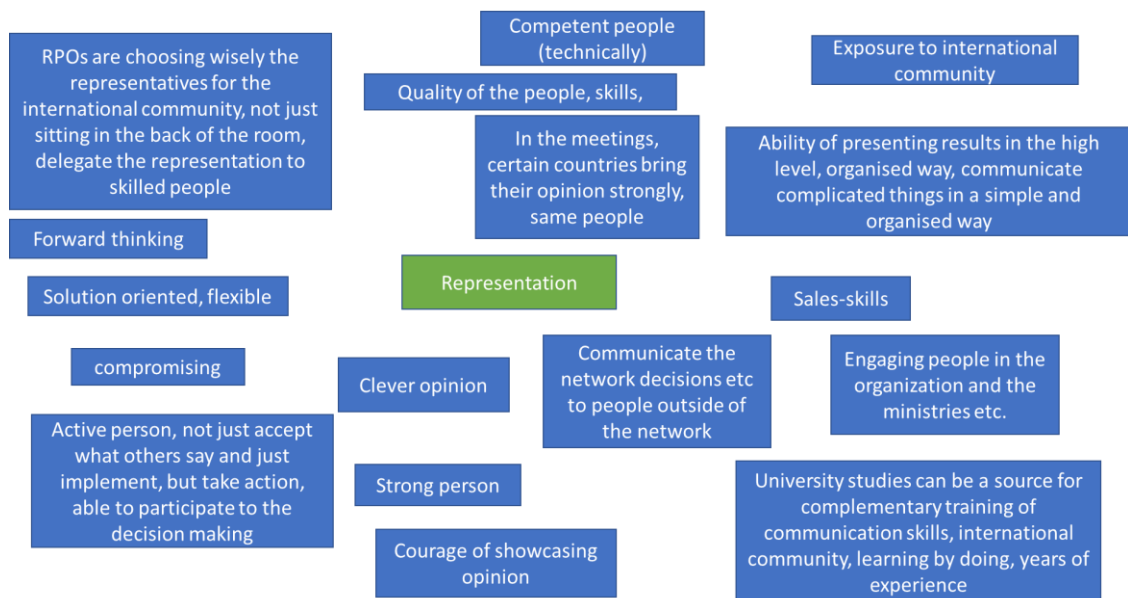 RPOs are choosing wisely the
representatives for the
international community, not just
sitting in the back of the room,
delegate the representation to
skilled people
Competent people
(technically)
Exposure to international
community
Quality of the people, skills,
In the meetings,
certain countries bring
their opinion strongly,
same people
Ability of presenting results in the high
level, organised way, communicate
complicated things in a simple and
organised way
Forward thinking
Representation
Solution oriented, flexible
Sales-skills
compromising
Clever opinion
Communicate the
network decisions etc
to people outside of
the network
Engaging people in the
organization and the
ministries etc.
Active person, not just accept
what others say and just
implement, but take action,
able to participate to the
decision making
Strong person
Courage of showcasing
opinion
University studies can be a source for
complementary training of
communication skills, international
community, learning by doing, years of
experience